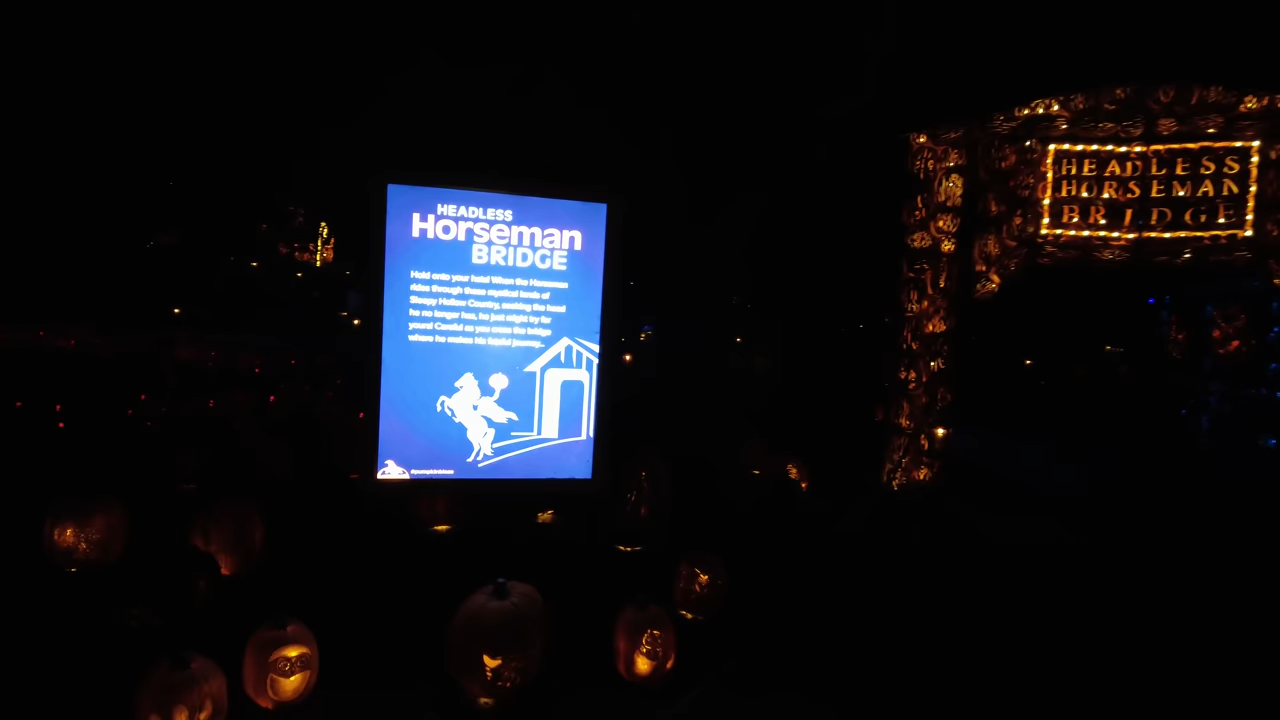 HEADLESS
Horseman
BRIDGE
Hold onto your hats! When the Horseman
rides through these mystical lands of
Sleepy Hollow Country, seeking the head
he no longer has, he just might try for
yours! Careful as you cross the bridge
where he makes his fateful journey...
#pumpkinblaze
HEADLESS
HORSEMAN
BRIDGE